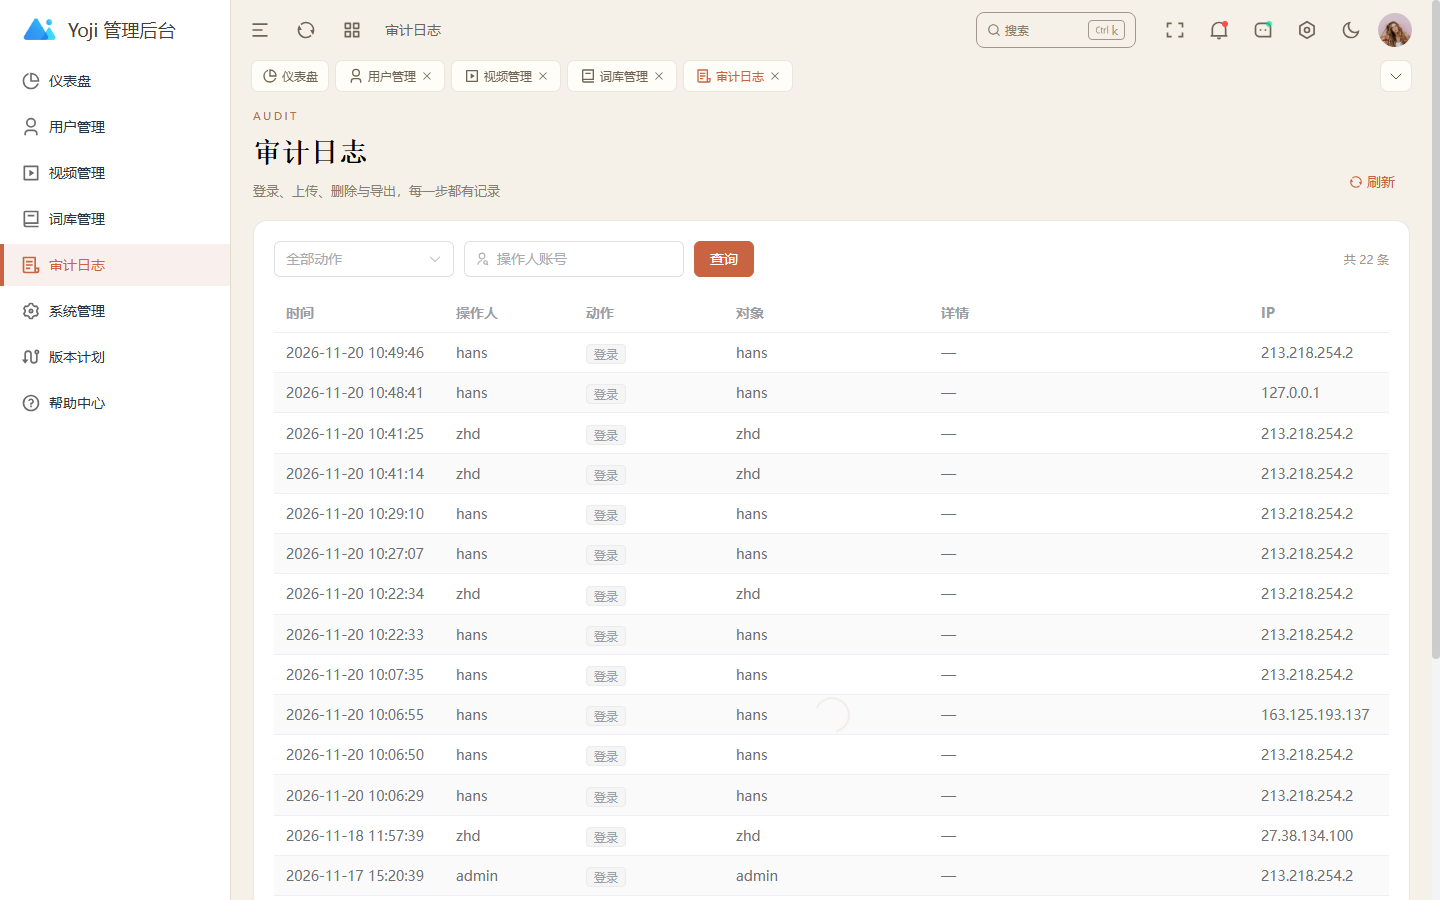 Yoji 管理后台
仪表盘
用户管理
视频管理
词库管理
审计日志
系统管理
版本计划
帮助中心
审计日志
搜索 Ctrl k
仪表盘 用户管理 视频管理 词库管理 审计日志
AUDIT
审计日志
登录、上传、删除与导出，每一步都有记录
刷新
全部动作 操作人账号 查询 共 22 条
时间 操作人 动作 对象 详情 IP
2026-11-20 10:49:46 hans 登录 hans — 213.218.254.2
2026-11-20 10:48:41 hans 登录 hans — 127.0.0.1
2026-11-20 10:41:25 zhd 登录 zhd — 213.218.254.2
2026-11-20 10:41:14 zhd 登录 zhd — 213.218.254.2
2026-11-20 10:29:10 hans 登录 hans — 213.218.254.2
2026-11-20 10:27:07 hans 登录 hans — 213.218.254.2
2026-11-20 10:22:34 zhd 登录 zhd — 213.218.254.2
2026-11-20 10:22:33 hans 登录 hans — 213.218.254.2
2026-11-20 10:07:35 hans 登录 hans — 213.218.254.2
2026-11-20 10:06:55 hans 登录 hans — 163.125.193.137
2026-11-20 10:06:50 hans 登录 hans — 213.218.254.2
2026-11-20 10:06:29 hans 登录 hans — 213.218.254.2
2026-11-18 11:57:39 zhd 登录 zhd — 27.38.134.100
2026-11-17 15:20:39 admin 登录 admin — 213.218.254.2